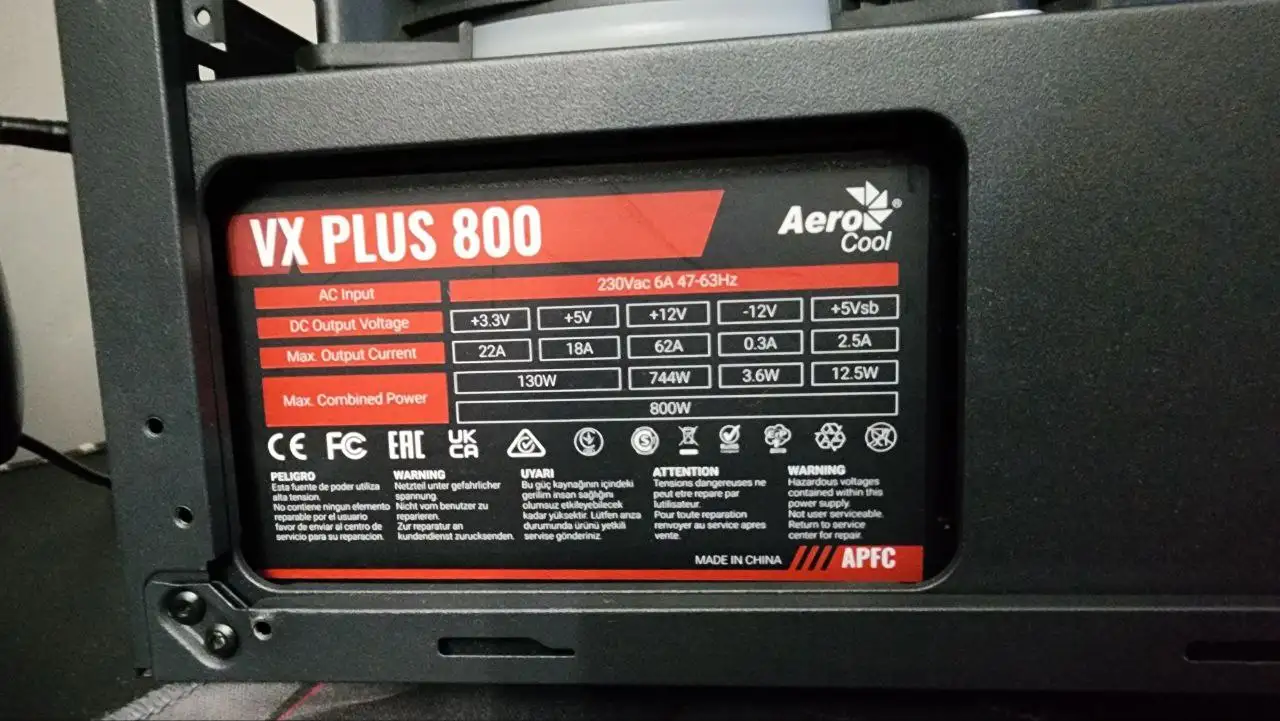 VX PLUS 800
Aero
Cool
®
AC Input
230Vac 6A 47-63Hz
DC Output Voltage
+3.3V
+5V
+12V
-12V
+5Vsb
Max. Output Current
22A
18A
62A
0.3A
2.5A
Max. Combined Power
130W
744W
3.6W
12.5W
800W
CE
FC
EAC
UK
CA
PELIGRO
Esta fuente de poder utiliza
alta tension.
No contiene ningun elemento
reparable por el usuario
favor de enviar al centro de
servicio para su reparacion.
WARNING
Netzteil unter gefahrlicher
spannung.
Nicht vom benutzer zu
reparieren.
Zur reparatur an
kundendienst zurucksenden.
UYARI
Bu güç kaynağının içindeki
gerilim insan sağlığını
olumsuz etkileyebilecek
kadar yüksektir. Lütfen arıza
durumunda ürünü yetkili
servise gönderiniz.
ATTENTION
Tensions dangereuses ne
peut etre repare par
lutilisateur.
Pour toute reparation
renvoyer au service apres
vente.
WARNING
Hazardous voltages
contained within this
power supply.
Not user serviceable.
Return to service
center for repair.
MADE IN CHINA
APFC